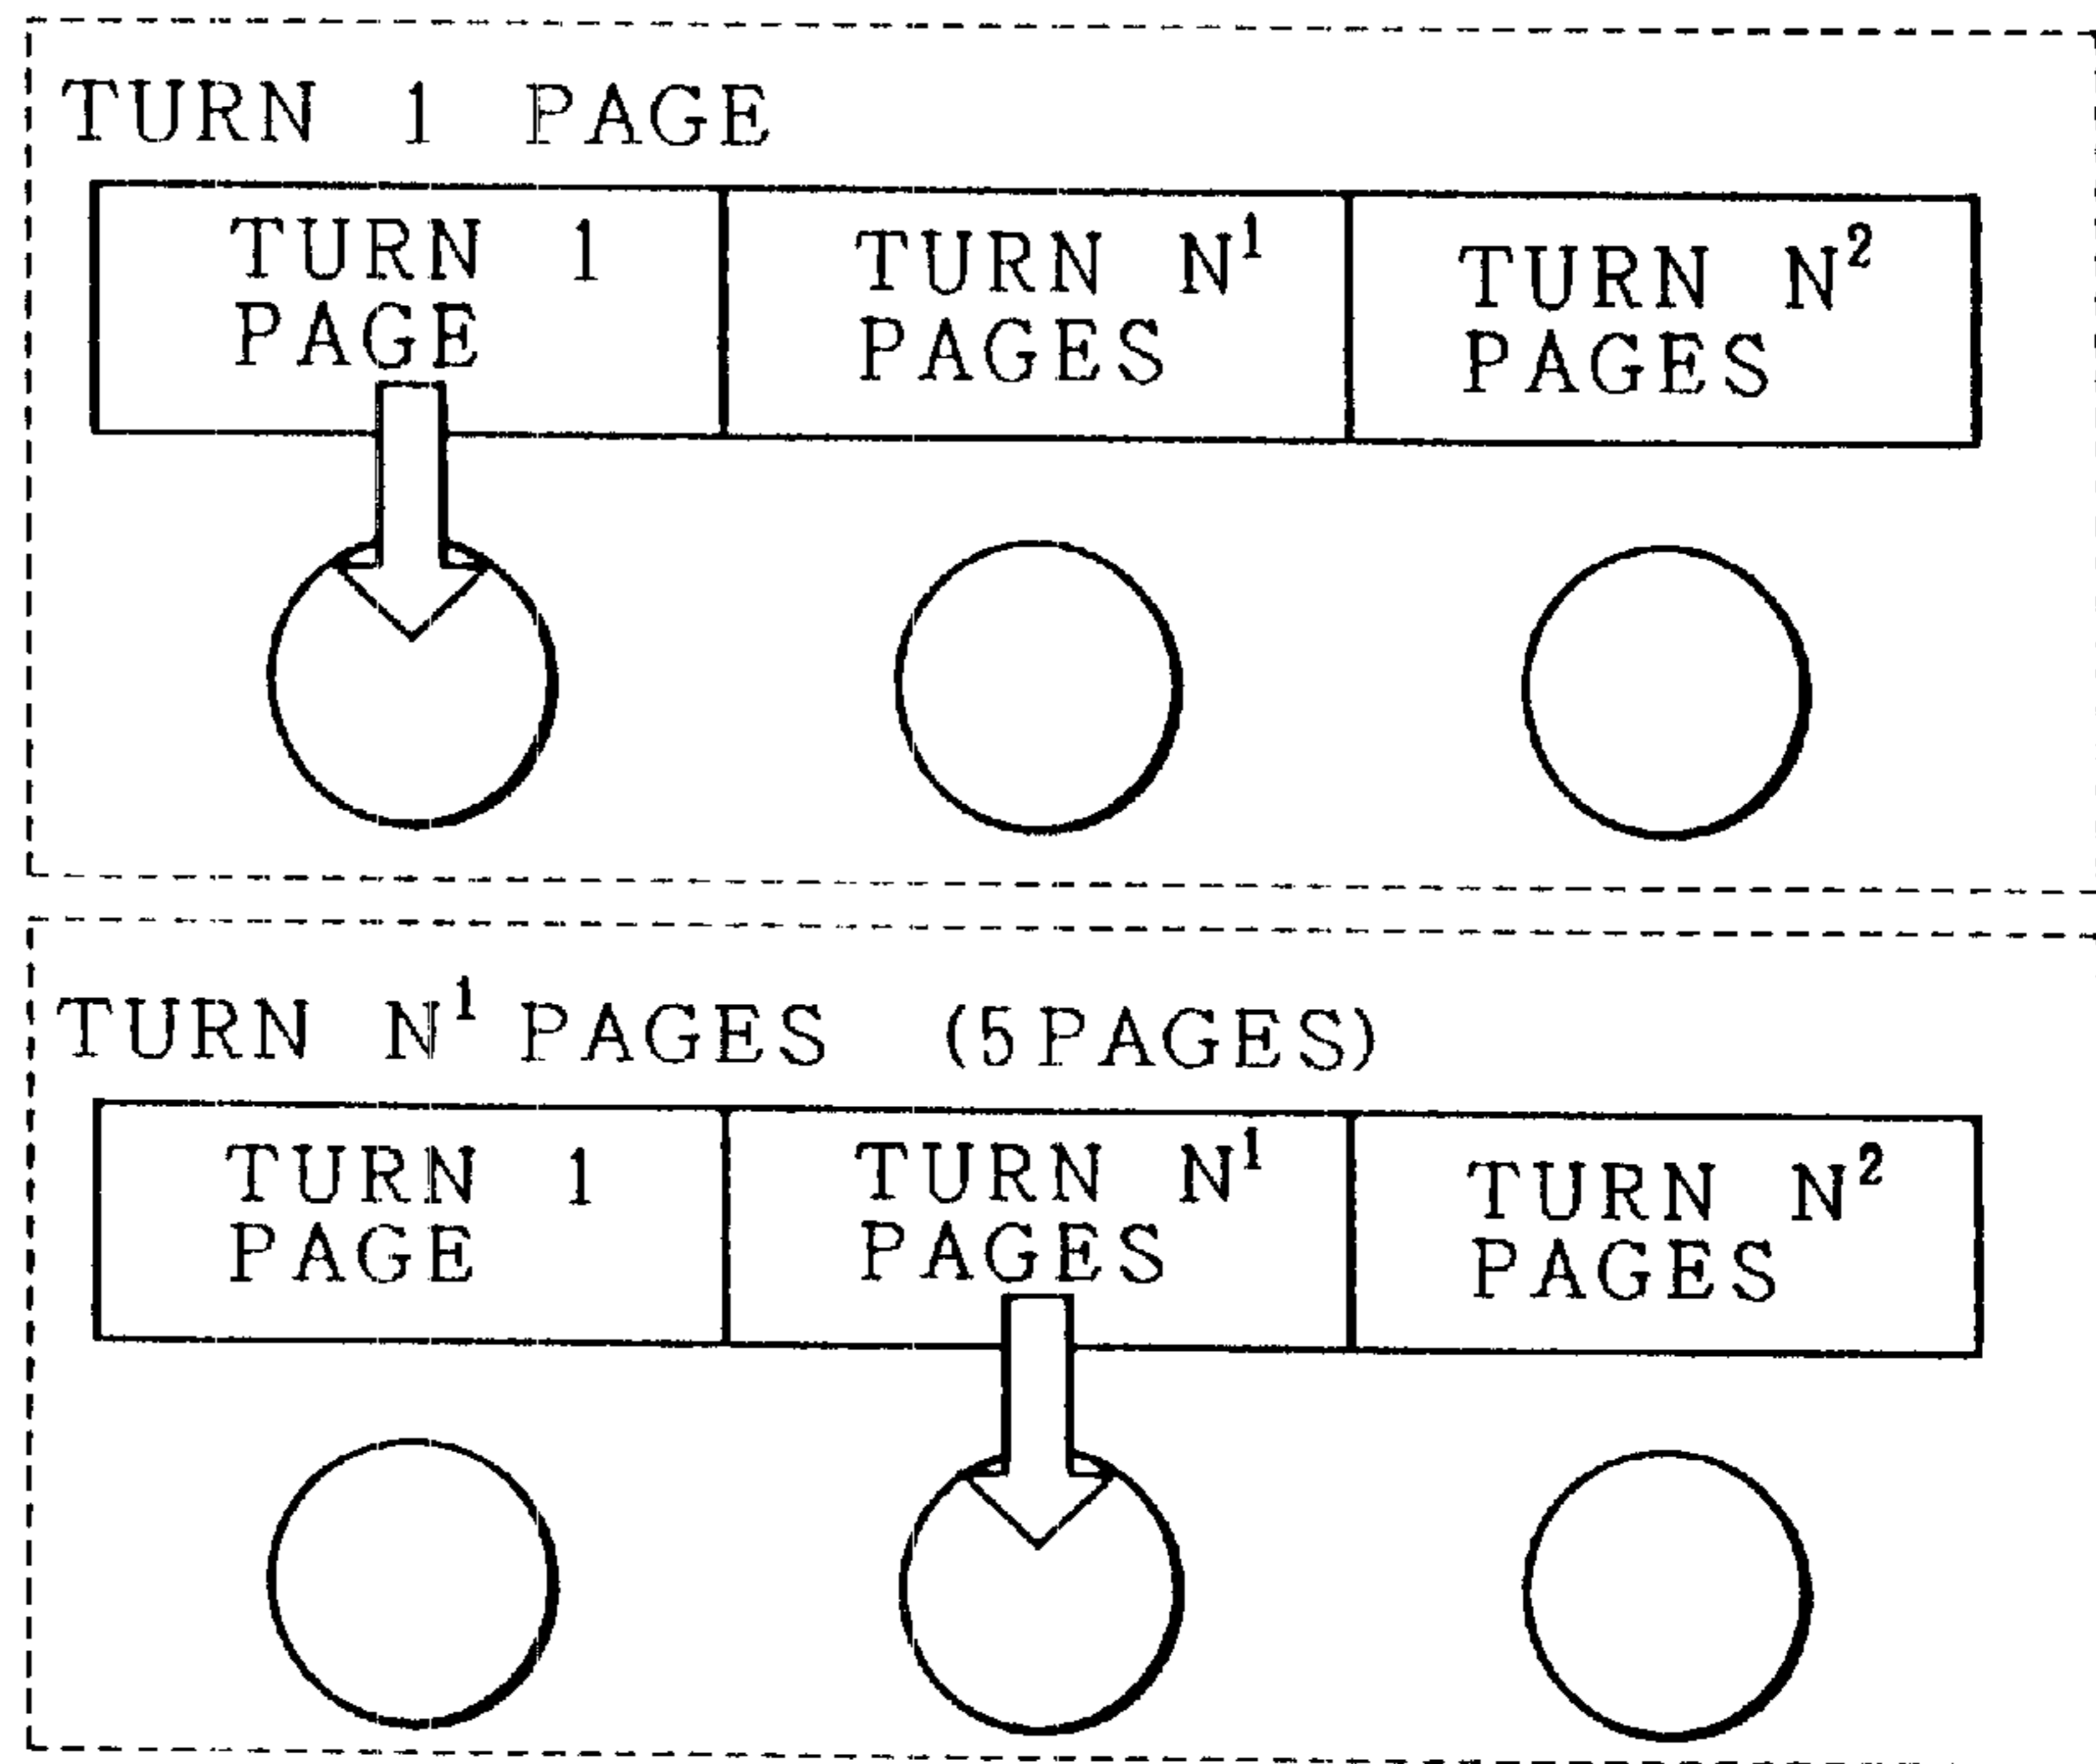 TURN 1 PAGE
TURN 1
PAGE
TURN N¹
PAGES
TURN N²
PAGES
TURN N¹ PAGES (5PAGES)
TURN 1
PAGE
TURN N¹
PAGES
TURN N²
PAGES